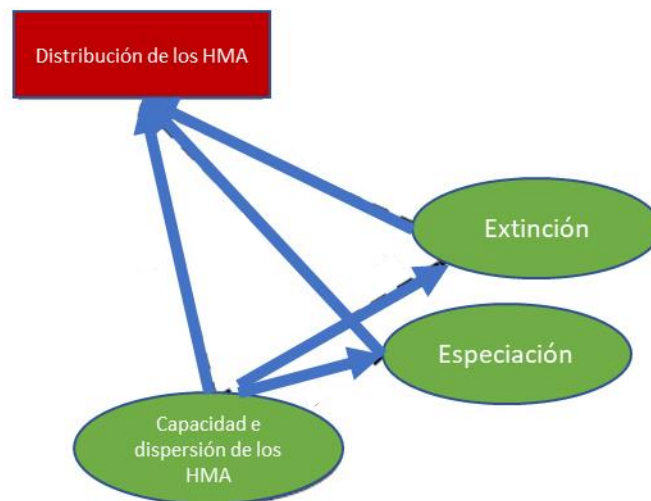 Distribución de los HMA
Extinción
Especiación
Capacidad e
dispersión de los
HMA